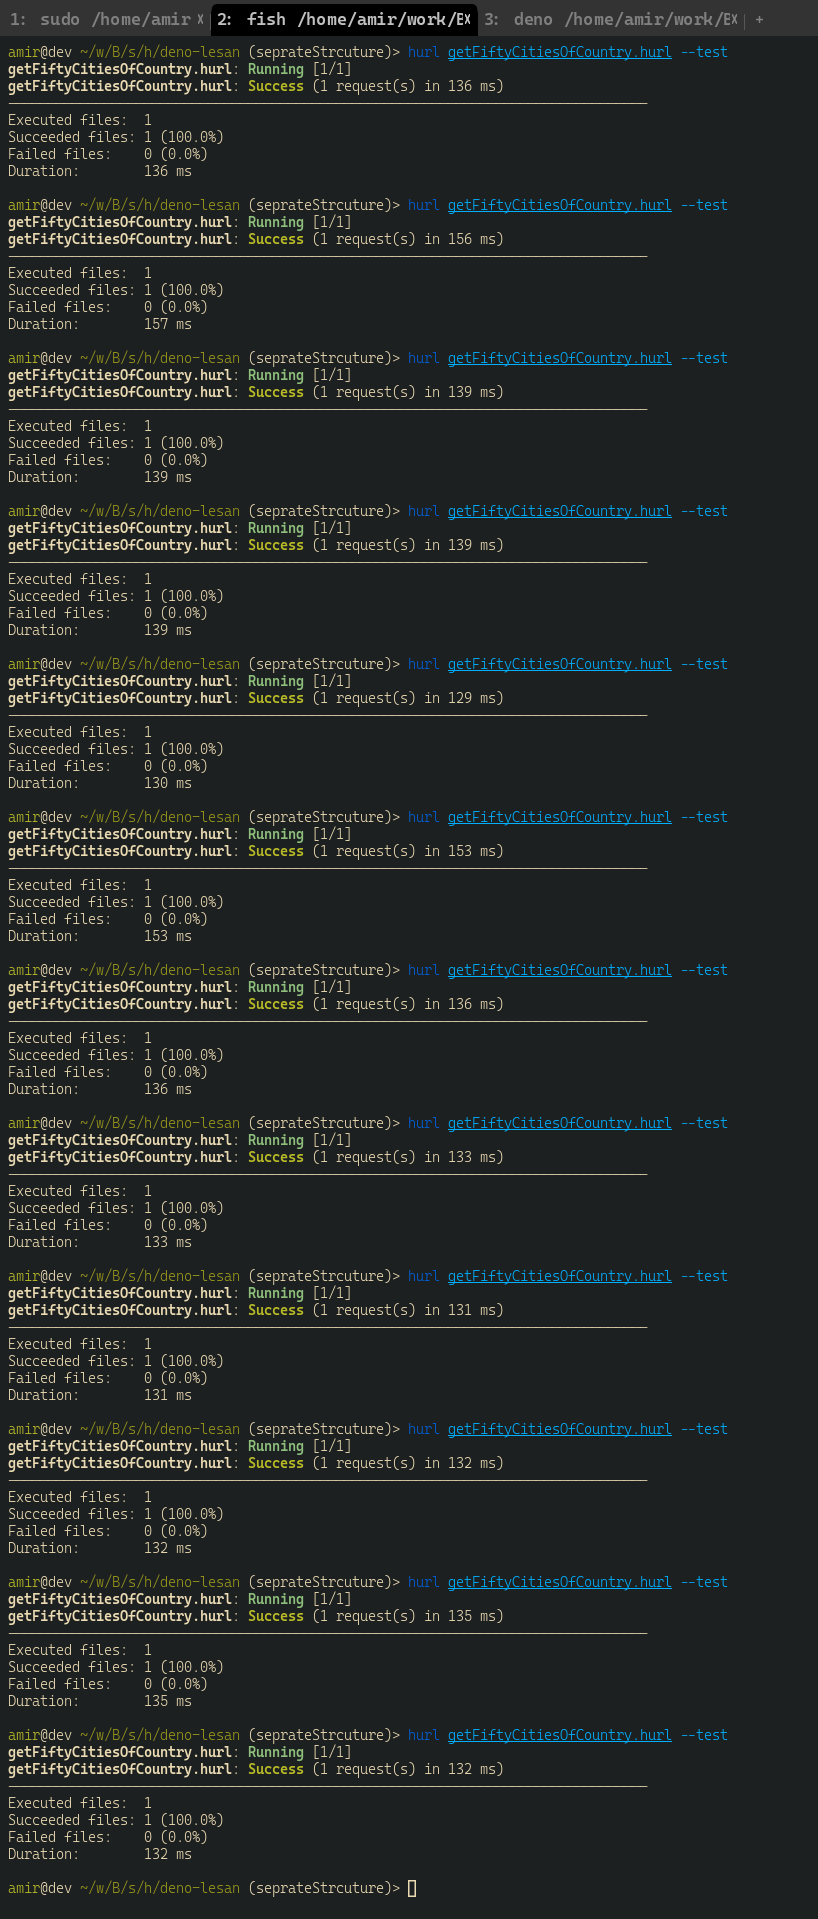 1: sudo /home/amir × 2: fish /home/amir/work/B× 3: deno /home/amir/work/B× +
amir@dev ~/w/B/s/h/deno-lesan (seprateStrcuture)> hurl getFiftyCitiesOfCountry.hurl --test
getFiftyCitiesOfCountry.hurl: Running [1/1]
getFiftyCitiesOfCountry.hurl: Success (1 request(s) in 136 ms)
--------------------------------------------------------------------------------
Executed files:  1
Succeeded files: 1 (100.0%)
Failed files:    0 (0.0%)
Duration:        136 ms
amir@dev ~/w/B/s/h/deno-lesan (seprateStrcuture)> hurl getFiftyCitiesOfCountry.hurl --test
getFiftyCitiesOfCountry.hurl: Running [1/1]
getFiftyCitiesOfCountry.hurl: Success (1 request(s) in 156 ms)
--------------------------------------------------------------------------------
Executed files:  1
Succeeded files: 1 (100.0%)
Failed files:    0 (0.0%)
Duration:        157 ms
amir@dev ~/w/B/s/h/deno-lesan (seprateStrcuture)> hurl getFiftyCitiesOfCountry.hurl --test
getFiftyCitiesOfCountry.hurl: Running [1/1]
getFiftyCitiesOfCountry.hurl: Success (1 request(s) in 139 ms)
--------------------------------------------------------------------------------
Executed files:  1
Succeeded files: 1 (100.0%)
Failed files:    0 (0.0%)
Duration:        139 ms
amir@dev ~/w/B/s/h/deno-lesan (seprateStrcuture)> hurl getFiftyCitiesOfCountry.hurl --test
getFiftyCitiesOfCountry.hurl: Running [1/1]
getFiftyCitiesOfCountry.hurl: Success (1 request(s) in 139 ms)
--------------------------------------------------------------------------------
Executed files:  1
Succeeded files: 1 (100.0%)
Failed files:    0 (0.0%)
Duration:        139 ms
amir@dev ~/w/B/s/h/deno-lesan (seprateStrcuture)> hurl getFiftyCitiesOfCountry.hurl --test
getFiftyCitiesOfCountry.hurl: Running [1/1]
getFiftyCitiesOfCountry.hurl: Success (1 request(s) in 129 ms)
--------------------------------------------------------------------------------
Executed files:  1
Succeeded files: 1 (100.0%)
Failed files:    0 (0.0%)
Duration:        130 ms
amir@dev ~/w/B/s/h/deno-lesan (seprateStrcuture)> hurl getFiftyCitiesOfCountry.hurl --test
getFiftyCitiesOfCountry.hurl: Running [1/1]
getFiftyCitiesOfCountry.hurl: Success (1 request(s) in 153 ms)
--------------------------------------------------------------------------------
Executed files:  1
Succeeded files: 1 (100.0%)
Failed files:    0 (0.0%)
Duration:        153 ms
amir@dev ~/w/B/s/h/deno-lesan (seprateStrcuture)> hurl getFiftyCitiesOfCountry.hurl --test
getFiftyCitiesOfCountry.hurl: Running [1/1]
getFiftyCitiesOfCountry.hurl: Success (1 request(s) in 136 ms)
--------------------------------------------------------------------------------
Executed files:  1
Succeeded files: 1 (100.0%)
Failed files:    0 (0.0%)
Duration:        136 ms
amir@dev ~/w/B/s/h/deno-lesan (seprateStrcuture)> hurl getFiftyCitiesOfCountry.hurl --test
getFiftyCitiesOfCountry.hurl: Running [1/1]
getFiftyCitiesOfCountry.hurl: Success (1 request(s) in 133 ms)
--------------------------------------------------------------------------------
Executed files:  1
Succeeded files: 1 (100.0%)
Failed files:    0 (0.0%)
Duration:        133 ms
amir@dev ~/w/B/s/h/deno-lesan (seprateStrcuture)> hurl getFiftyCitiesOfCountry.hurl --test
getFiftyCitiesOfCountry.hurl: Running [1/1]
getFiftyCitiesOfCountry.hurl: Success (1 request(s) in 131 ms)
--------------------------------------------------------------------------------
Executed files:  1
Succeeded files: 1 (100.0%)
Failed files:    0 (0.0%)
Duration:        131 ms
amir@dev ~/w/B/s/h/deno-lesan (seprateStrcuture)> hurl getFiftyCitiesOfCountry.hurl --test
getFiftyCitiesOfCountry.hurl: Running [1/1]
getFiftyCitiesOfCountry.hurl: Success (1 request(s) in 132 ms)
--------------------------------------------------------------------------------
Executed files:  1
Succeeded files: 1 (100.0%)
Failed files:    0 (0.0%)
Duration:        132 ms
amir@dev ~/w/B/s/h/deno-lesan (seprateStrcuture)> hurl getFiftyCitiesOfCountry.hurl --test
getFiftyCitiesOfCountry.hurl: Running [1/1]
getFiftyCitiesOfCountry.hurl: Success (1 request(s) in 135 ms)
--------------------------------------------------------------------------------
Executed files:  1
Succeeded files: 1 (100.0%)
Failed files:    0 (0.0%)
Duration:        135 ms
amir@dev ~/w/B/s/h/deno-lesan (seprateStrcuture)> hurl getFiftyCitiesOfCountry.hurl --test
getFiftyCitiesOfCountry.hurl: Running [1/1]
getFiftyCitiesOfCountry.hurl: Success (1 request(s) in 132 ms)
--------------------------------------------------------------------------------
Executed files:  1
Succeeded files: 1 (100.0%)
Failed files:    0 (0.0%)
Duration:        132 ms
amir@dev ~/w/B/s/h/deno-lesan (seprateStrcuture)>